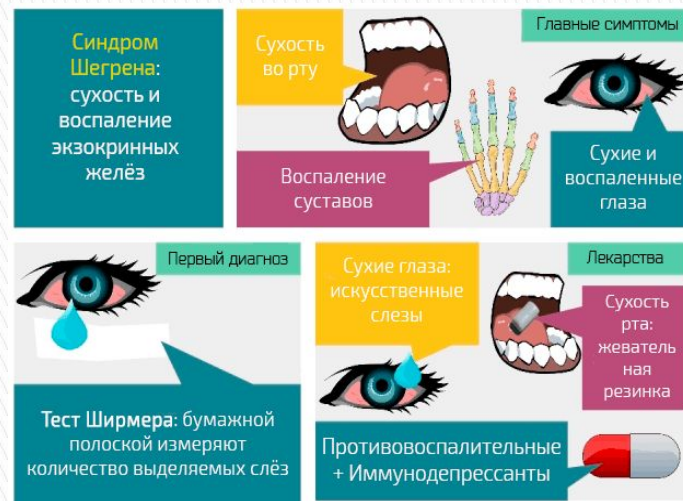 Синдром
Шегрена:
сухость и
воспаление
экзокринных
желёз
Сухость
во рту
Главные симптомы
Воспаление
суставов
Сухие и
воспаленные
глаза
Первый диагноз
Тест Ширмера: бумажной
полоской измеряют
количество выделяемых слёз
Сухие глаза:
искусственные
слезы
Лекарства
Сухость
рта:
жеватель
ная
резинка
Противовоспалительные
+ Иммунодепрессанты